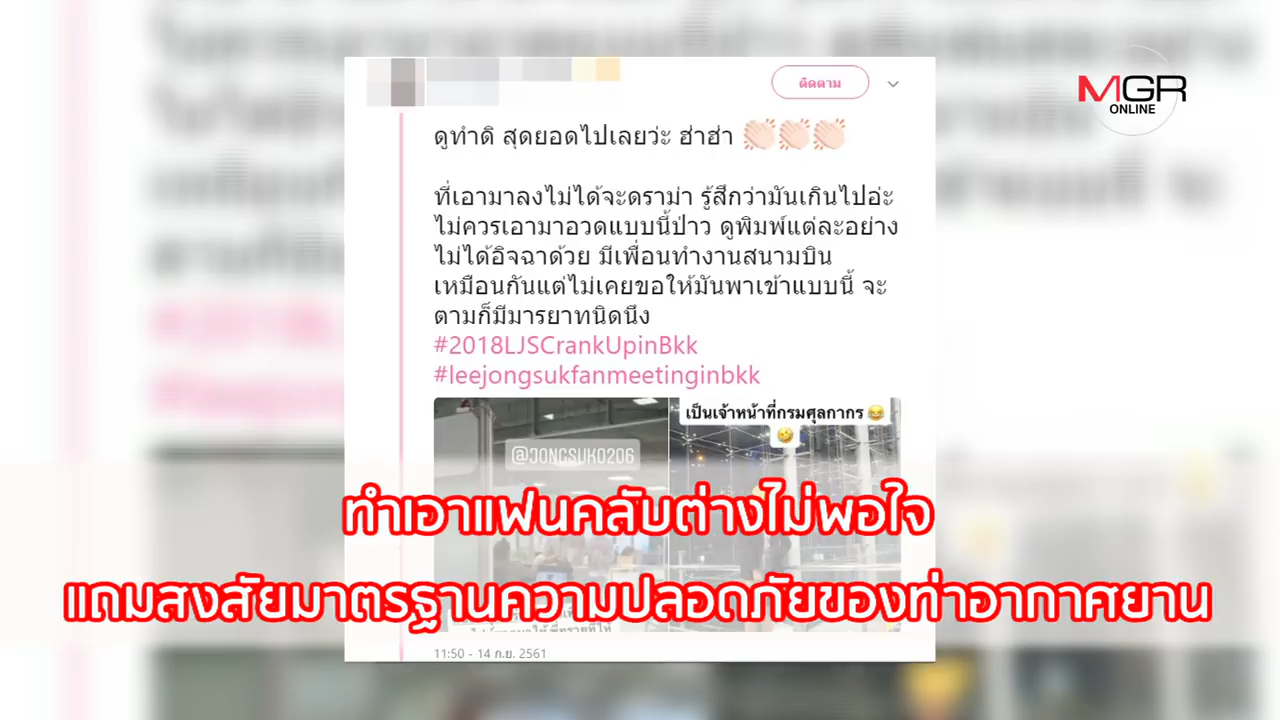 MGR
ONLINE
ติดตาม
ดูทำดิ สุดยอดไปเลยว่ะ ฮ่าฮ่า 👏🏻👏🏻👏🏻
ที่เอามาลงไม่ได้จะดราม่า รู้สึกว่ามันเกินไปอ่ะ
ไม่ควรเอามาอวดแบบนี้ป่าว ดูพิมพ์แต่ละอย่าง
ไม่ได้อิจฉาด้วย มีเพื่อนทำงานสนามบิน
เหมือนกันแต่ไม่เคยขอให้มันพาเข้าแบบนี้ จะ
ตามก็มีมารยาทนิดนึง
#2018LJSCrankUpinBkk
#leejongsukfanmeetinginbkk
เป็นเจ้าหน้าที่กรมศุลกากร 😂
@JONGSUK0206
ทำเอาแฟนคลับต่างไม่พอใจ
แถมสงสัยมาตรฐานความปลอดภัยของท่าอากาศยาน
11:50 - 14 ก.ย. 2561